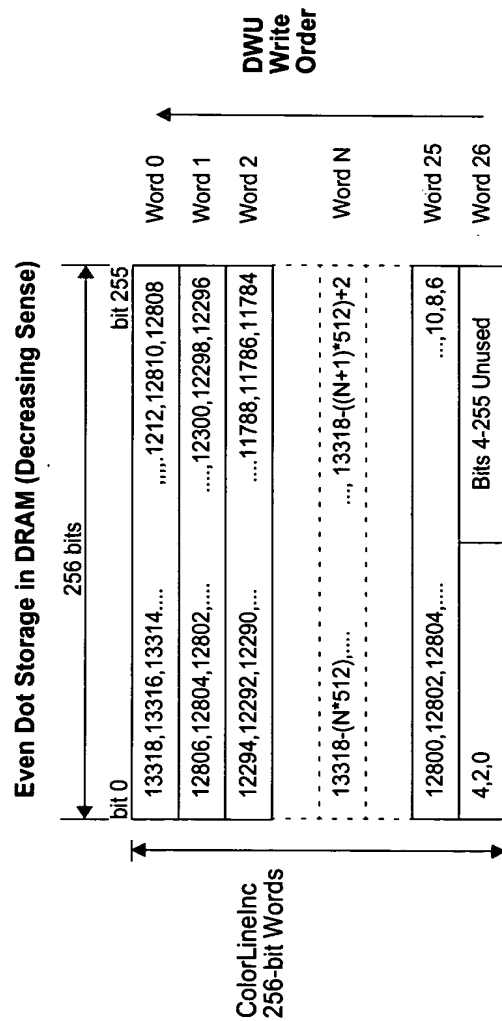 Even Dot Storage in DRAM (Decreasing Sense)
256 bits
bit 0
bit 255
13318,13316,13314....
,,,,.1212,12810,12808
Word 0
12806,12804,12802,....
.....,12300,12298,12296
Word 1
12294,12292,12290,...
.....11788,11786,11784
Word 2
13318-(N*512),....
...., 13318-((N+1)*512)+2
Word N
12800,12802,12804,....
...,10,8,6
Word 25
4,2,0
Bits 4-255 Unused
Word 26
ColorLineInc
256-bit Words
DWU
Write
Order